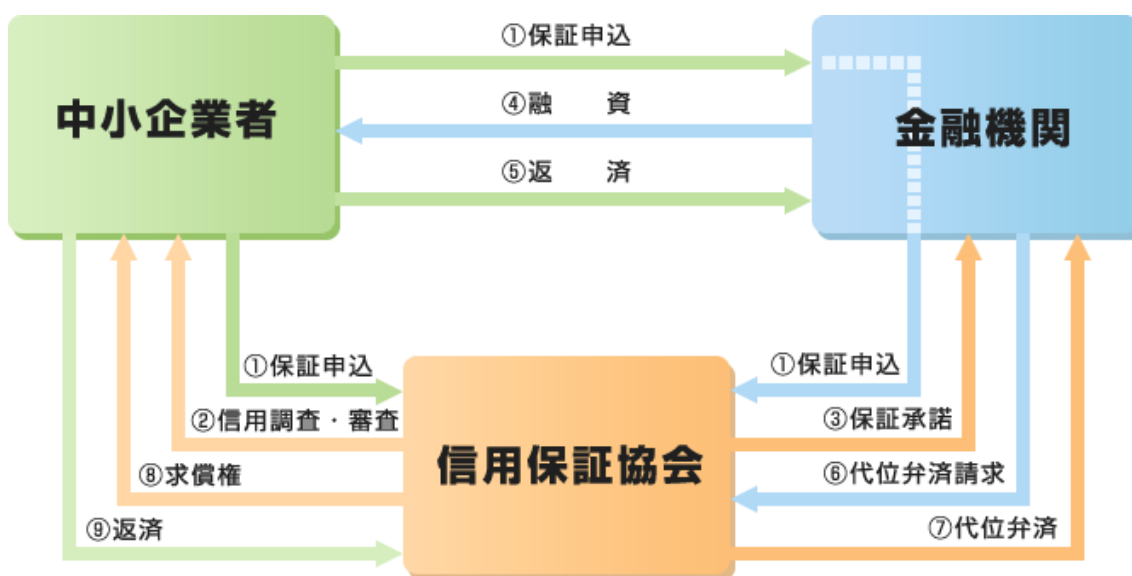 ①保証申込
中小企業者
④融　資
金融機関
⑤返　済
①保証申込
①保証申込
②信用調査・審査
③保証承諾
信用保証協会
⑧求償権
⑥代位弁済請求
⑨返済
⑦代位弁済